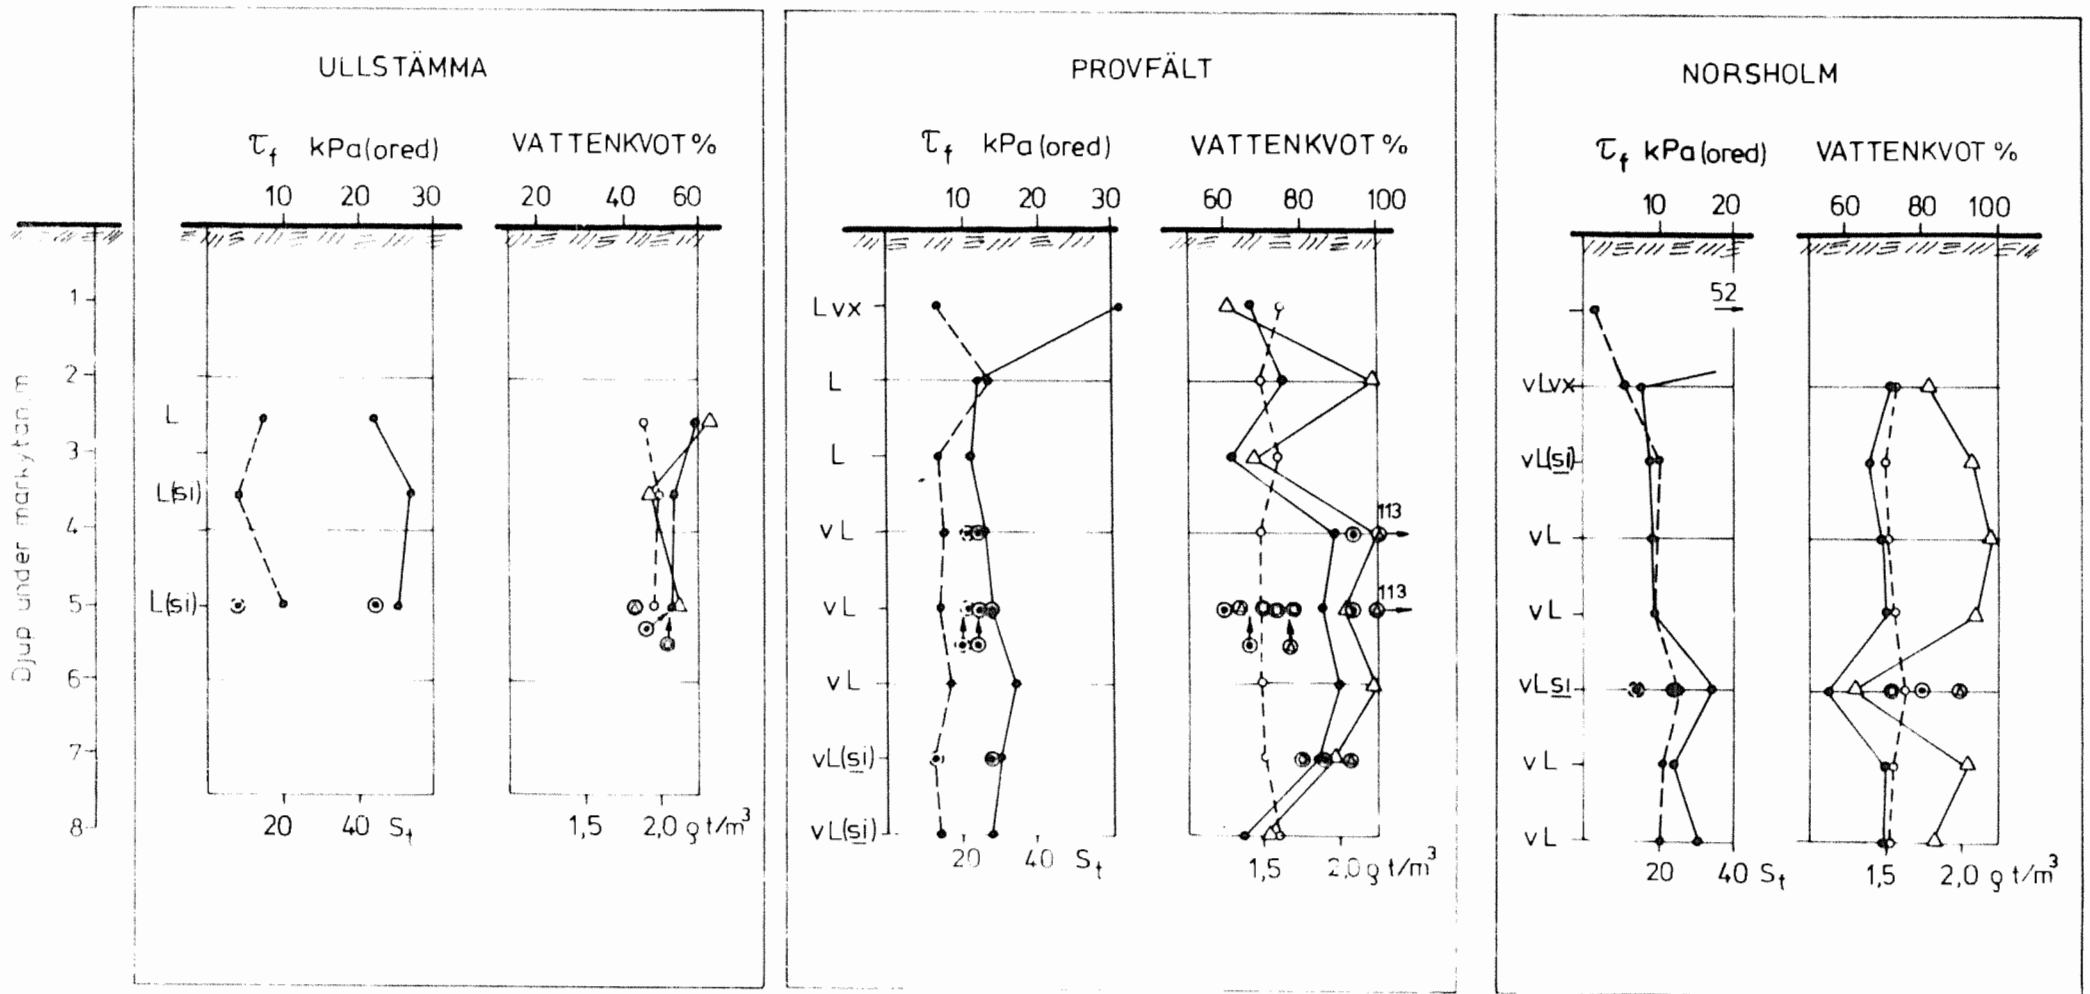 Djup under markytan, m
1
2
3
4
5
6
7
8
ULLSTÄMMA
τf kPa(ored) VATTENKVOT %
10 20 30 20 40 60
L
L(si)
L(si)
20 40 St 1,5 2,0 ϱ t/m³
PROVFÄLT
τf kPa(ored) VATTENKVOT %
10 20 30 60 80 100
Lvx
L
L
vL 113
vL 113
vL
vL(si)
vL(si)
20 40 St 1,5 2,0 ϱ t/m³
NORSHOLM
τf kPa(ored) VATTENKVOT %
10 20 60 80 100
52
vLvx
vL(si)
vL
vL
vLsi
vL
vL
20 40 St 1,5 2,0 ϱ t/m³